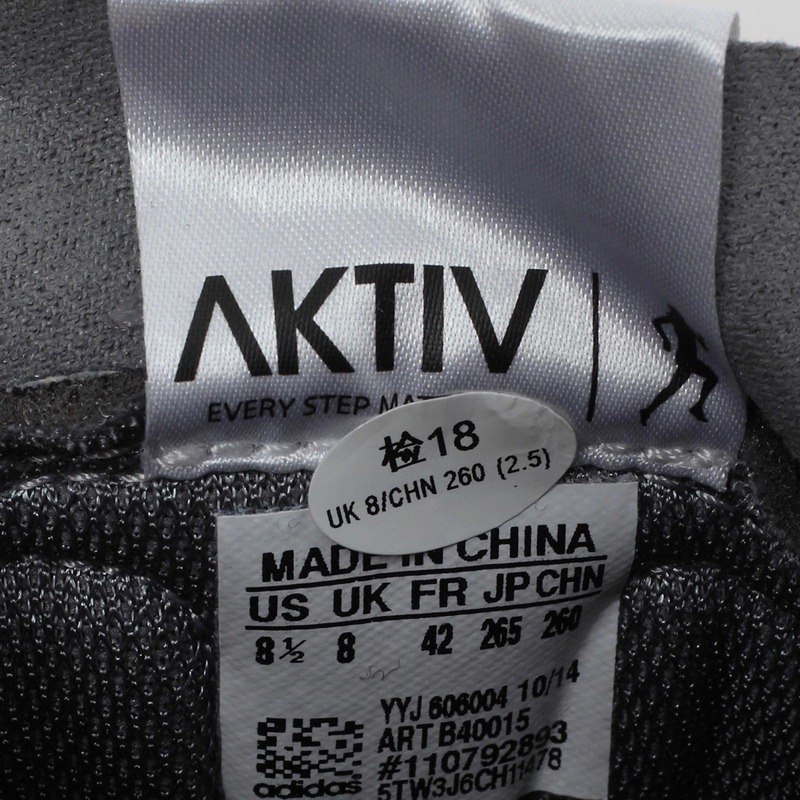 AKTIV
EVERY STEP
检18
UK 8/CHN 260 (2.5)
MADE IN CHINA
US UK FR JP CHN
8½ 8 42 265 260
YYJ 606004 10/14
ART B40015
#110792893
5TW3J6CH11478
adidas